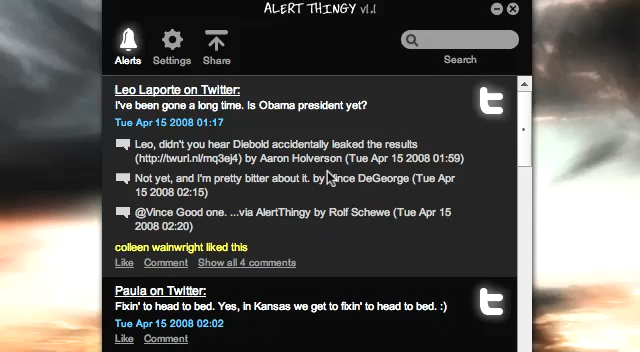 ALERT THINGY v1.1
Alerts
Settings
Share
Search
Leo Laporte on Twitter:
I've been gone a long time. Is Obama president yet?
Tue Apr 15 2008 01:17
Leo, didn't you hear Diebold accidentally leaked the results
(http://twurl.nl/mq3ej4) by Aaron Holverson (Tue Apr 15 2008 01:59)
Not yet, and I'm pretty bitter about it. by Vince DeGeorge (Tue Apr
15 2008 02:15)
@Vince Good one. ...via AlertThingy by Rolf Schewe (Tue Apr 15
2008 02:20)
colleen wainwright liked this
Like Comment Show all 4 comments
Paula on Twitter:
Fixin' to head to bed. Yes, in Kansas we get to fixin' to head to bed. :)
Tue Apr 15 2008 02:02
Like Comment